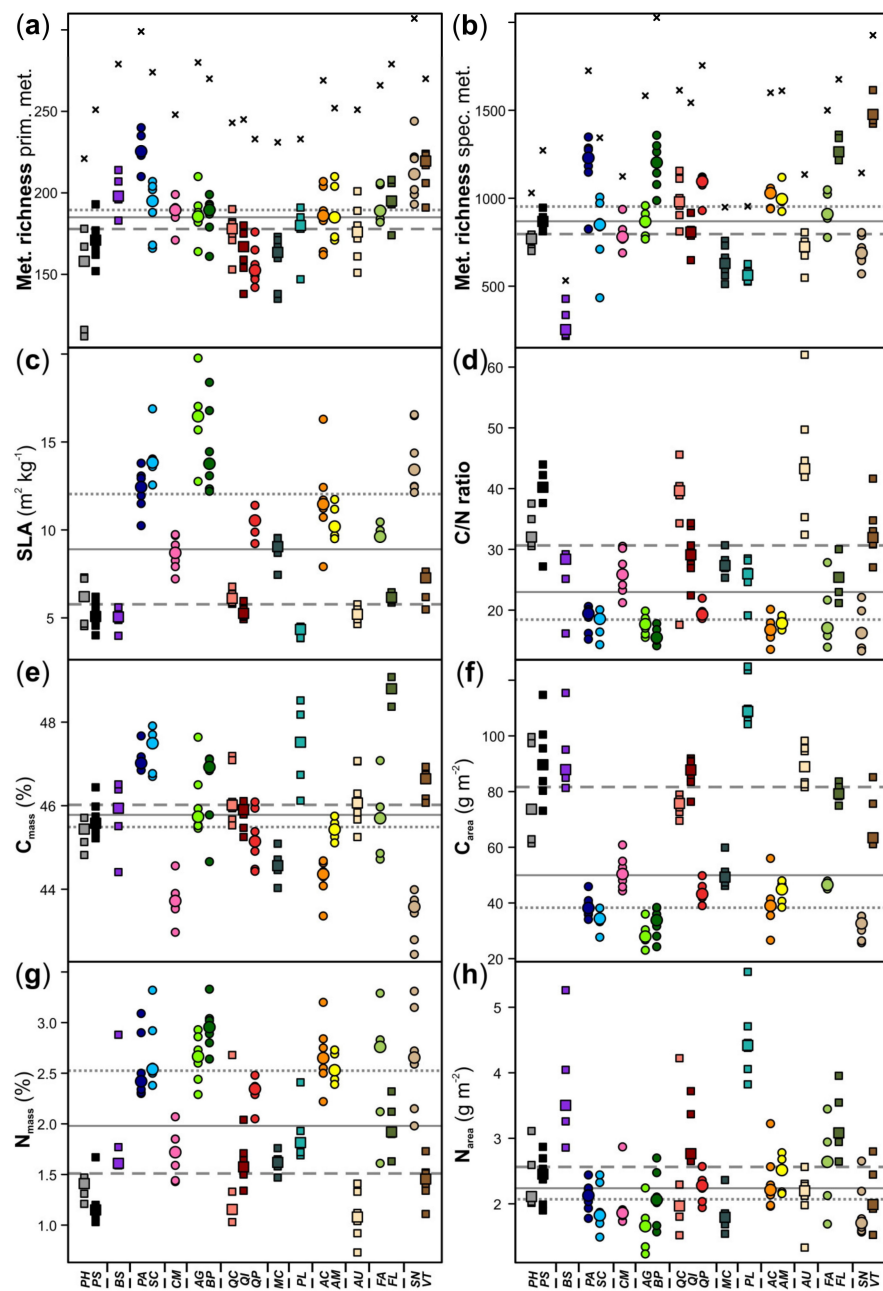 (a)
Met. richness prim. met.
250
200
150
(b)
Met. richness spec. met.
1500
1000
500
(c)
SLA (m² kg⁻¹)
15
10
5
(d)
C/N ratio
60
50
40
30
20
(e)
Cmass (%)
48
46
44
(f)
Carea (g m⁻²)
100
80
60
40
20
(g)
Nmass (%)
3.0
2.5
2.0
1.5
1.0
(h)
Narea (g m⁻²)
5
4
3
2
PH PS BS PA SC CM AG BP QC QI QP MC PL AC AM AU FA FL SN VT
PH PS BS PA SC CM AG BP QC QI QP MC PL AC AM AU FA FL SN VT